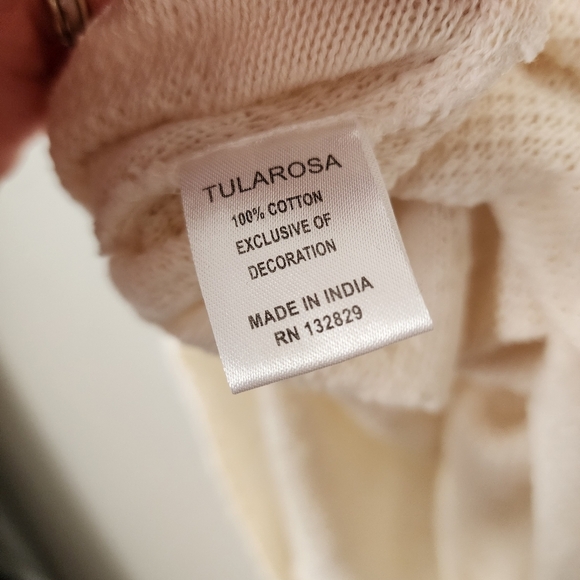 TULAROSA
100% COTTON
EXCLUSIVE OF
DECORATION
MADE IN INDIA
RN 132829